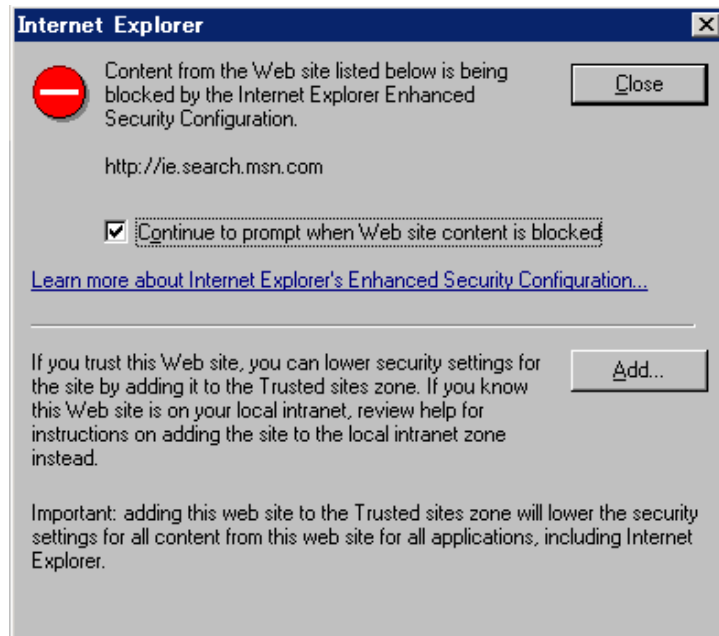 Internet Explorer
Content from the Web site listed below is being
blocked by the Internet Explorer Enhanced
Security Configuration.
Close
http://ie.search.msn.com
Continue to prompt when Web site content is blocked
Learn more about Internet Explorer's Enhanced Security Configuration...
If you trust this Web site, you can lower security settings for
the site by adding it to the Trusted sites zone. If you know
this Web site is on your local intranet, review help for
instructions on adding the site to the local intranet zone
instead.
Add...
Important: adding this web site to the Trusted sites zone will lower the security
settings for all content from this web site for all applications, including Internet
Explorer.